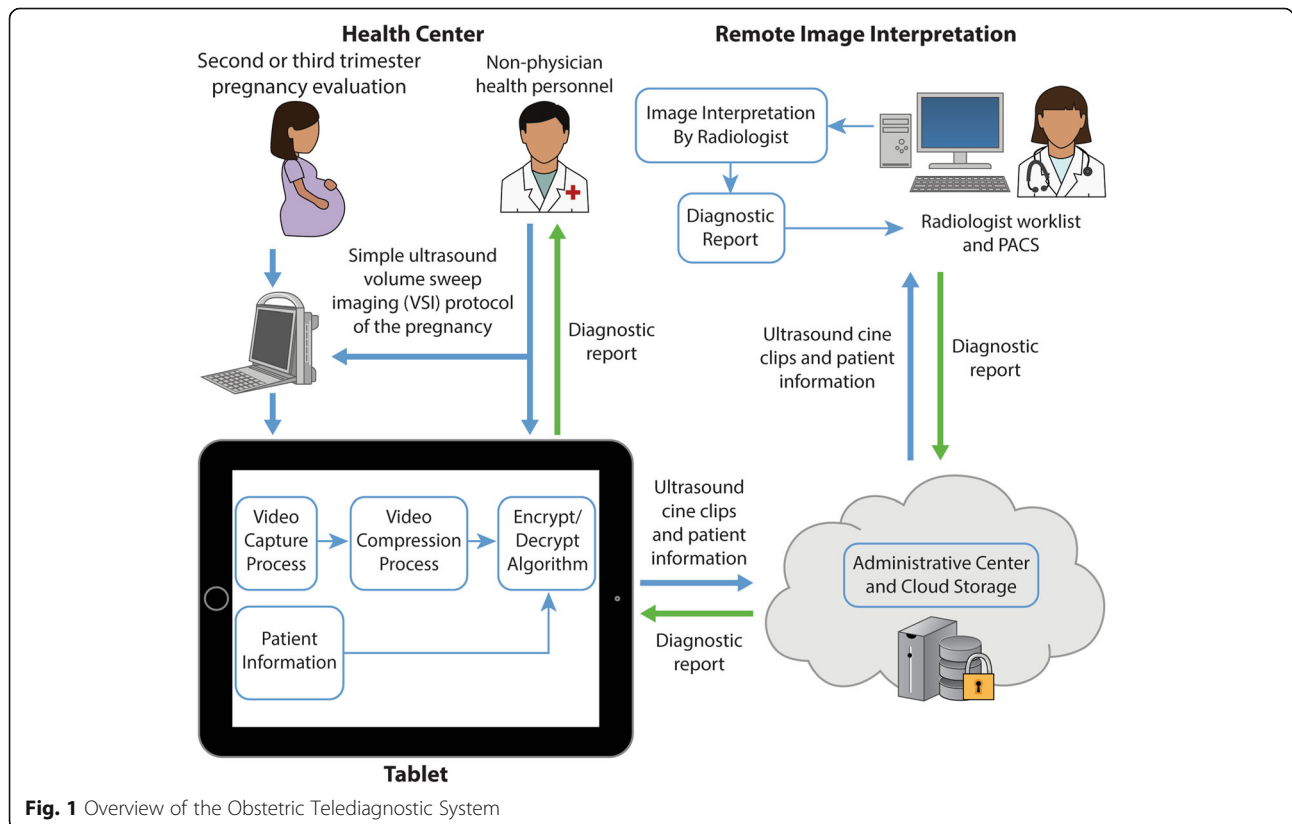 Health Center
Second or third trimester
pregnancy evaluation
Non-physician
health personnel
Simple ultrasound
volume sweep
imaging (VSI) protocol
of the pregnancy
Diagnostic
report
Remote Image Interpretation
Image Interpretation
By Radiologist
Diagnostic
Report
Radiologist worklist
and PACS
Ultrasound cine
clips and patient
information
Diagnostic
report
Video
Capture
Process
Video
Compression
Process
Encrypt/
Decrypt
Algorithm
Patient
Information
Tablet
Ultrasound
cine clips
and patient
information
Diagnostic
report
Administrative Center
and Cloud Storage
Fig. 1 Overview of the Obstetric Telediagnostic System